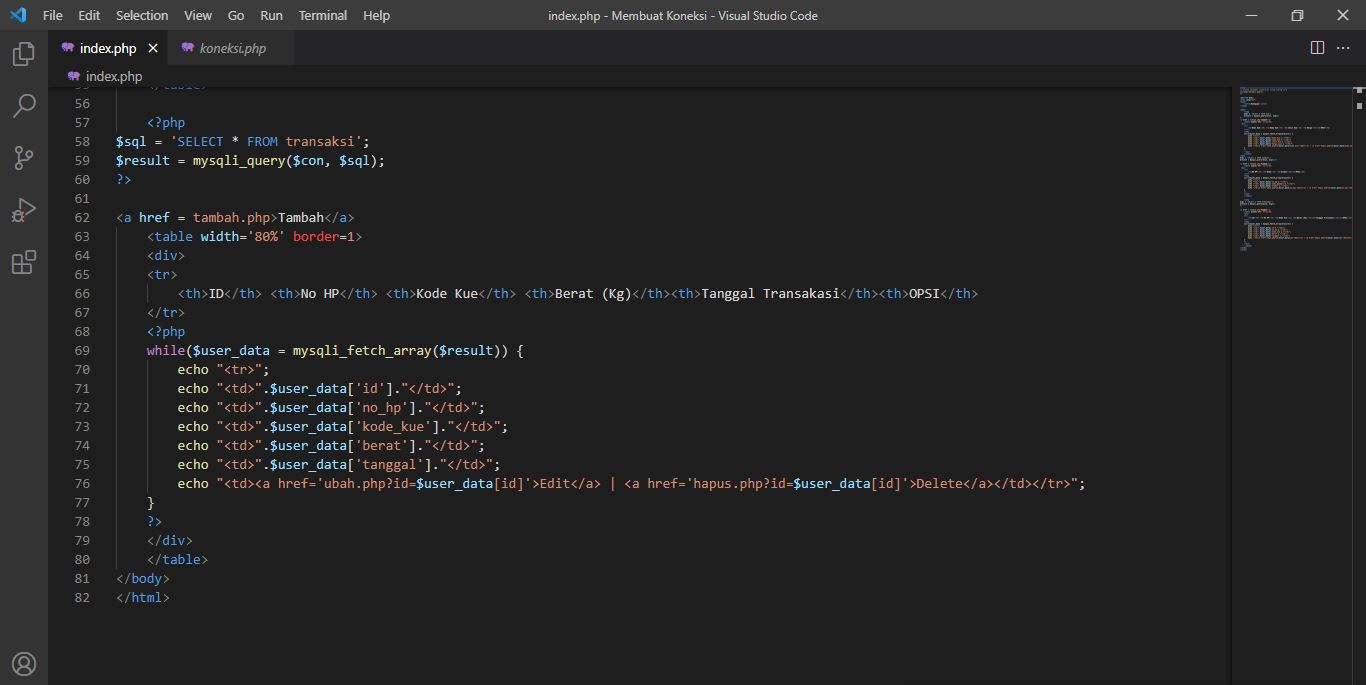 File Edit Selection View Go Run Terminal Help index.php - Membuat Koneksi - Visual Studio Code
index.php koneksi.php
index.php
56
57 <?php
58 $sql = 'SELECT * FROM transaksi';
59 $result = mysqli_query($con, $sql);
60 ?>
61
62 <a href = tambah.php>Tambah</a>
63 <table width='80%' border=1>
64 <div>
65 <tr>
66 <th>ID</th> <th>No HP</th> <th>Kode Kue</th> <th>Berat (Kg)</th><th>Tanggal Transakasi</th><th>OPSI</th>
67 </tr>
68 <?php
69 while($user_data = mysqli_fetch_array($result)) {
70 echo "<tr>";
71 echo "<td>".$user_data['id']."</td>";
72 echo "<td>".$user_data['no_hp']."</td>";
73 echo "<td>".$user_data['kode_kue']."</td>";
74 echo "<td>".$user_data['berat']."</td>";
75 echo "<td>".$user_data['tanggal']."</td>";
76 echo "<td><a href='ubah.php?id=$user_data[id]'>Edit</a> | <a href='hapus.php?id=$user_data[id]'>Delete</a></td></tr>";
77 }
78 ?>
79 </div>
80 </table>
81 </body>
82 </html>